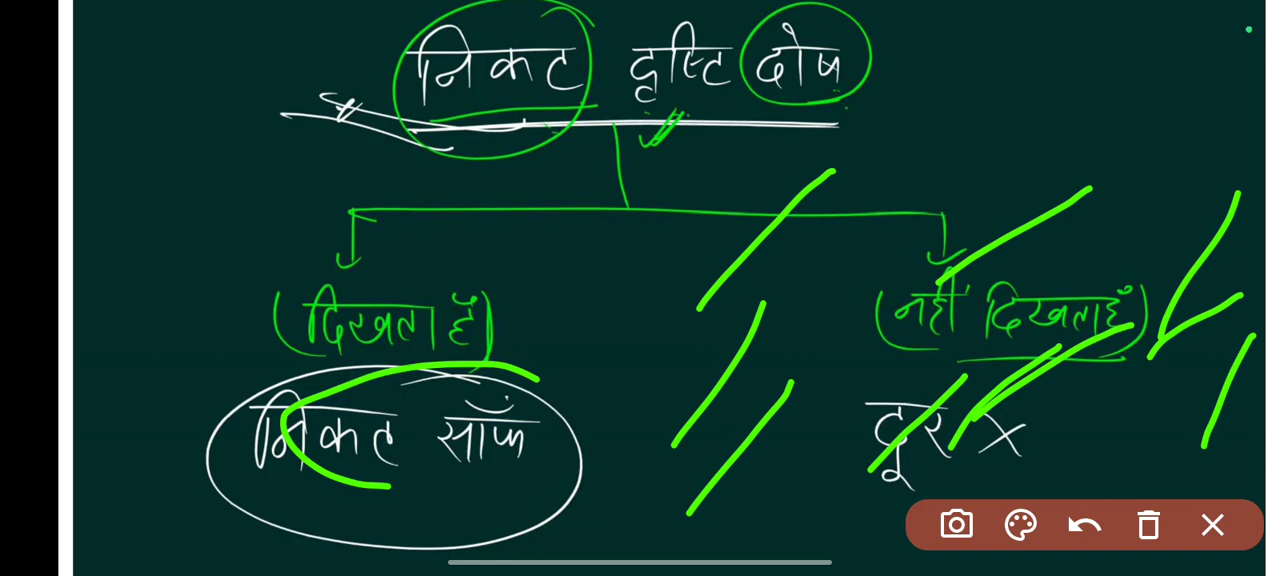 निकट दृष्टि दोष
(दिखता है) (नहीं दिखता है)
निकट साफ दूर ×